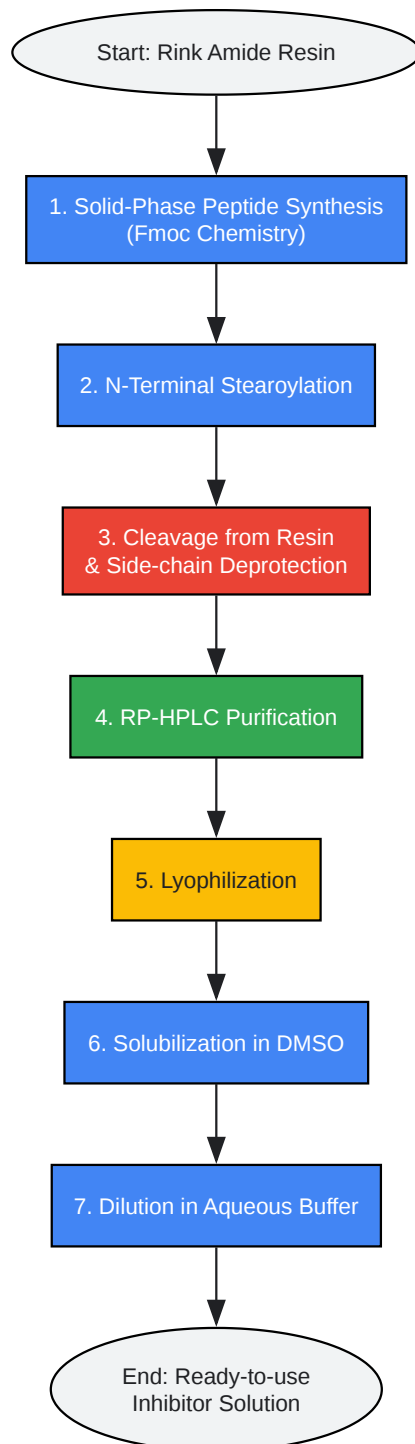 Start: Rink Amide Resin
1. Solid-Phase Peptide Synthesis
(Fmoc Chemistry)
2. N-Terminal Stearoylation
3. Cleavage from Resin
& Side-chain Deprotection
4. RP-HPLC Purification
5. Lyophilization
6. Solubilization in DMSO
7. Dilution in Aqueous Buffer
End: Ready-to-use
Inhibitor Solution